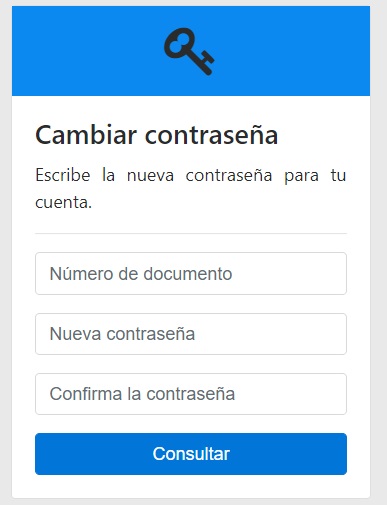 Cambiar contraseña
Escribe la nueva contraseña para tu
cuenta.
Número de documento
Nueva contraseña
Confirma la contraseña
Consultar